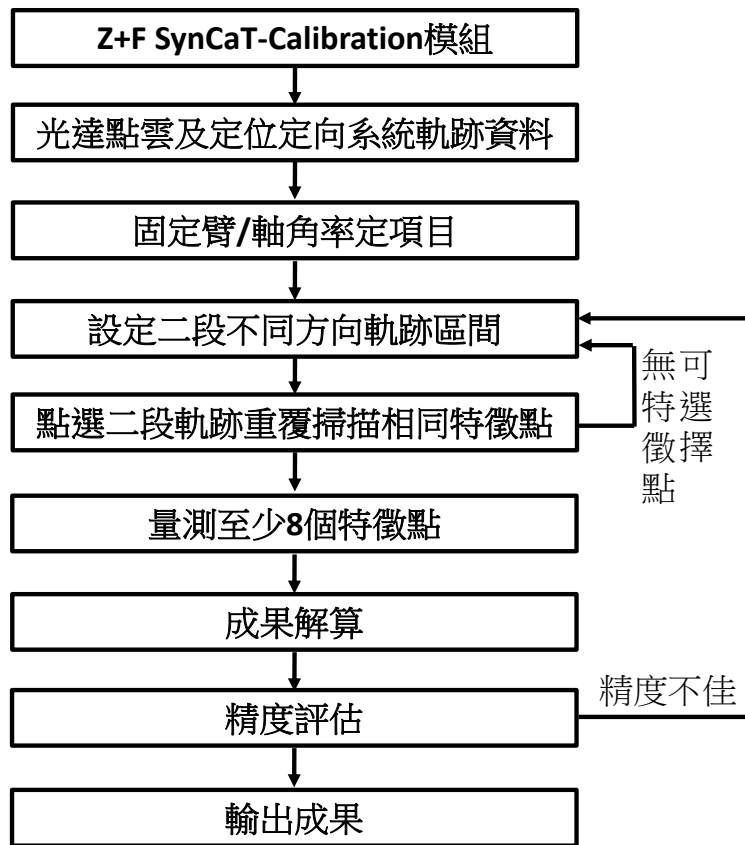 Z+F SynCaT-Calibration模組
光達點雲及定位定向系統軌跡資料
固定臂/軸角率定項目
設定二段不同方向軌跡區間
點選二段軌跡重覆掃描相同特徵點
無可
特選
徵擇
點
量測至少8個特徵點
成果解算
精度評估
精度不佳
輸出成果